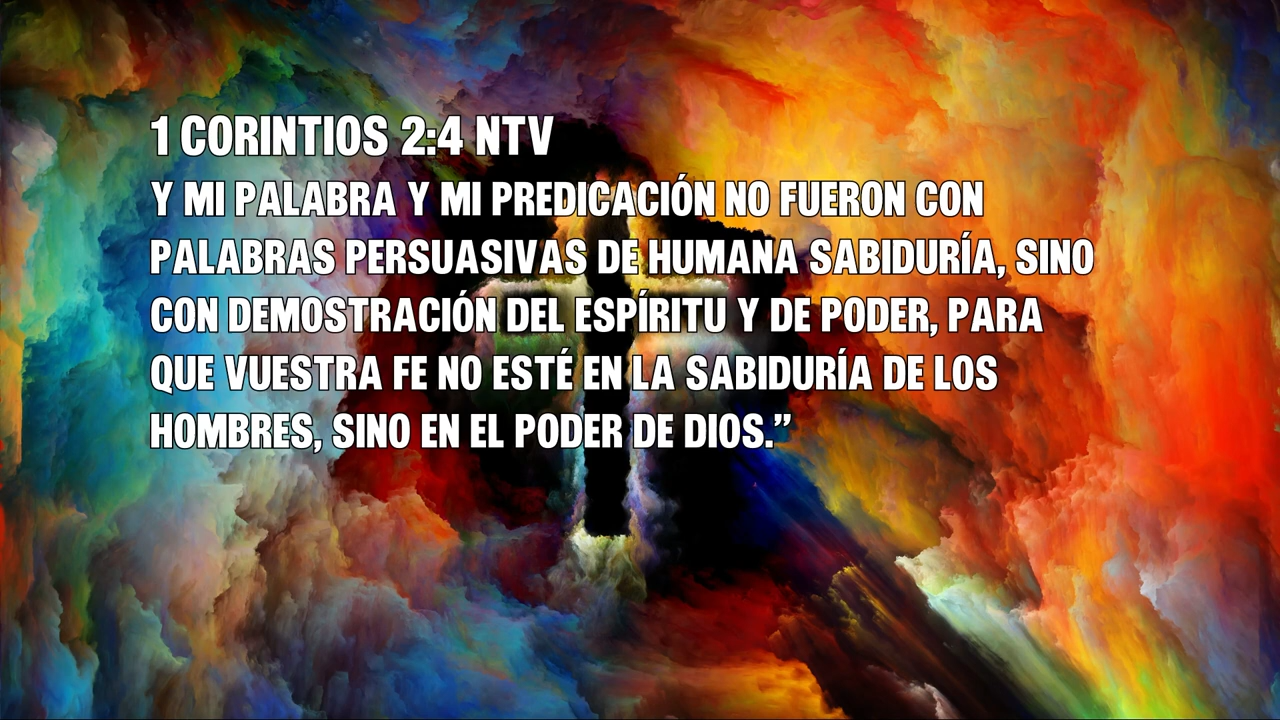 1 CORINTIOS 2:4 NTV
Y MI PALABRA Y MI PREDICACIÓN NO FUERON CON
PALABRAS PERSUASIVAS DE HUMANA SABIDURÍA, SINO
CON DEMOSTRACIÓN DEL ESPÍRITU Y DE PODER, PARA
QUE VUESTRA FE NO ESTÉ EN LA SABIDURÍA DE LOS
HOMBRES, SINO EN EL PODER DE DIOS.”